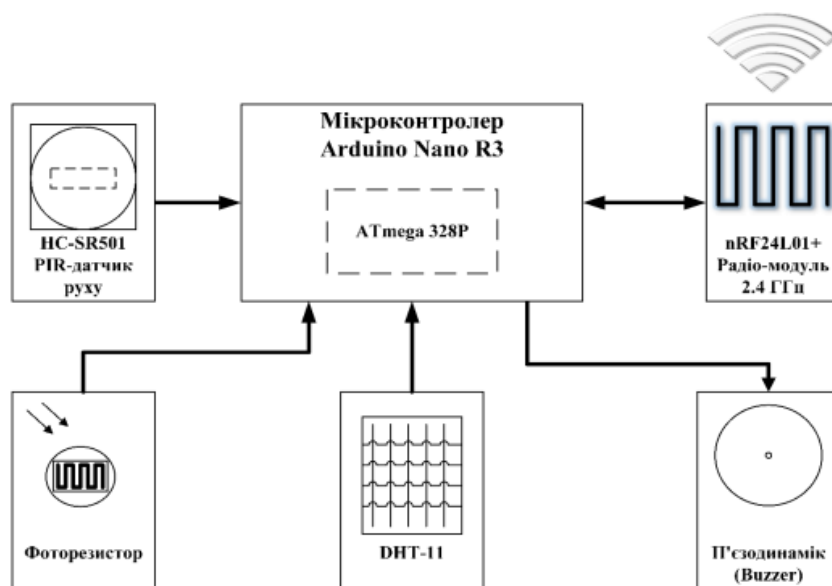 Мікроконтролер
Arduino Nano R3
ATmega 328P
HC-SR501
PIR-датчик
руху
nRF24L01+
Радіо-модуль
2.4 ГГц
Фоторезистор
DHT-11
П'єзодинамік
(Buzzer)